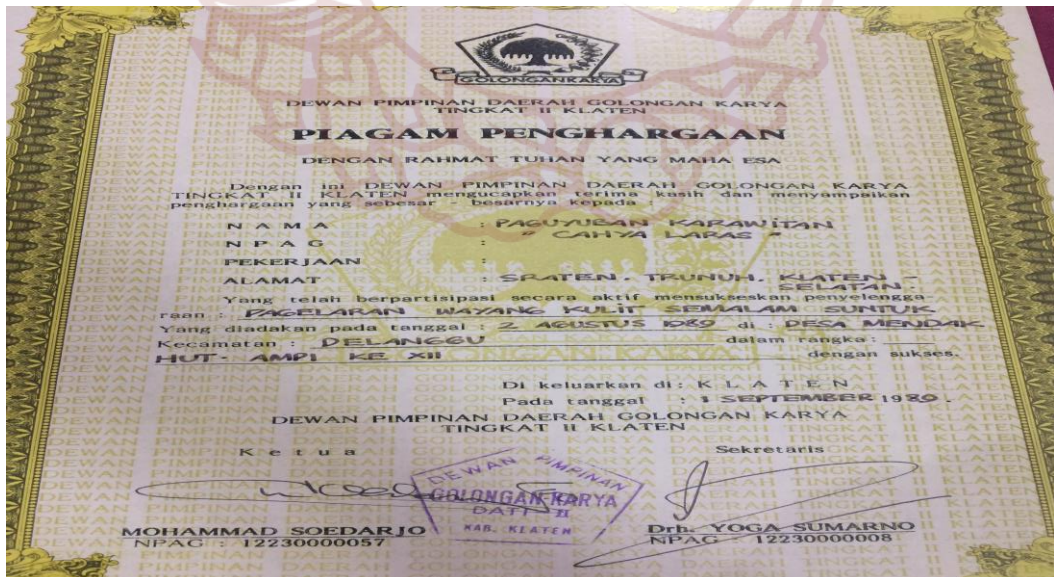 GOLONGAN KARYA
DEWAN PIMPINAN DAERAH GOLONGAN KARYA
TINGKAT II KLATEN
PIAGAM PENGHARGAAN
DENGAN RAHMAT TUHAN YANG MAHA ESA
Dengan ini DEWAN PIMPINAN DAERAH GOLONGAN KARYA
TINGKAT II KLATEN mengucapkan terima kasih dan menyampaikan
penghargaan yang sebesar - besarnya kepada :
NAMA : PAGUYUBAN KARAWITAN
NPAG : " CAHYA LARAS "
PEKERJAAN :
ALAMAT : SRATEN, TRUNUH, KLATEN -
SELATAN.
Yang telah berpartisipasi secara aktif mensukseskan penyelengga
raan : PAGELARAN WAYANG KULIT SEMALAM SUNTUK
Yang diadakan pada tanggal : 2 AGUSTUS 1989 di : DESA MENDAK
Kecamatan : DELANGGU dalam rangka :
HUT- AMPI KE XII dengan sukses.
Di keluarkan di : KLATEN
Pada tanggal : 1 SEPTEMBER 1989.
DEWAN PIMPINAN DAERAH GOLONGAN KARYA
TINGKAT II KLATEN
Ketua Sekretaris
DEWAN PIMPINAN
GOLONGAN KARYA
DATI II
KAB. KLATEN
MOHAMMAD SOEDARJO Drh. YOGA SUMARNO
NPAG : 12230000057 NPAG : 12230000008